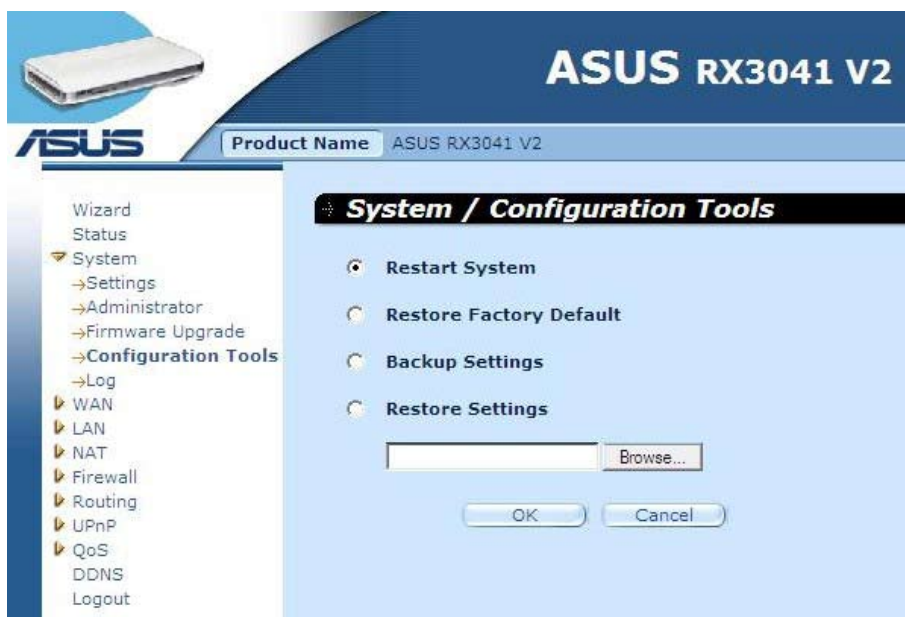 ASUS RX3041 V2
ASUS
Product Name ASUS RX3041 V2
Wizard
Status
System
→Settings
→Administrator
→Firmware Upgrade
→Configuration Tools
→Log
WAN
LAN
NAT
Firewall
Routing
UPnP
QoS
DDNS
Logout
System / Configuration Tools
Restart System
Restore Factory Default
Backup Settings
Restore Settings
Browse...
OK Cancel